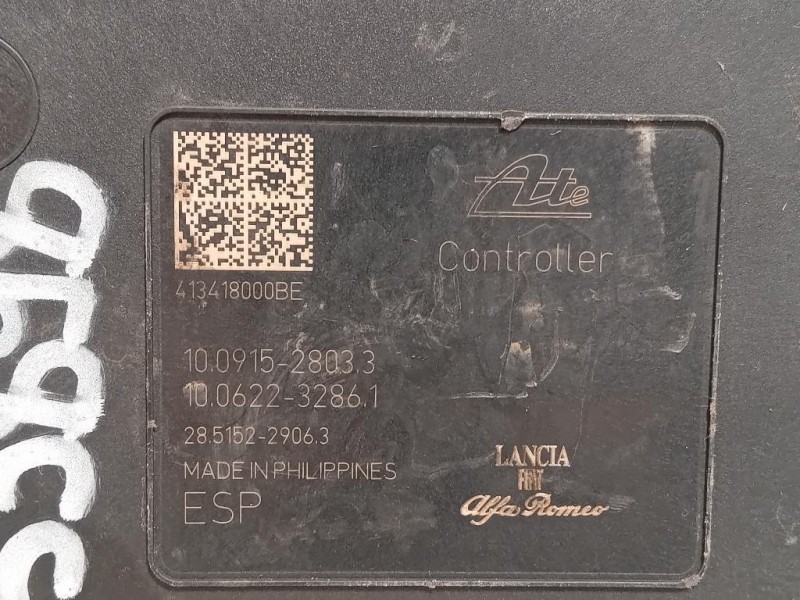 Ate
Controller
413418000BE
10.0915-2803.3
10.0622-3286.1
28.5152-2906.3
MADE IN PHILIPPINES
ESP
LANCIA
FIAT
Alfa Romeo